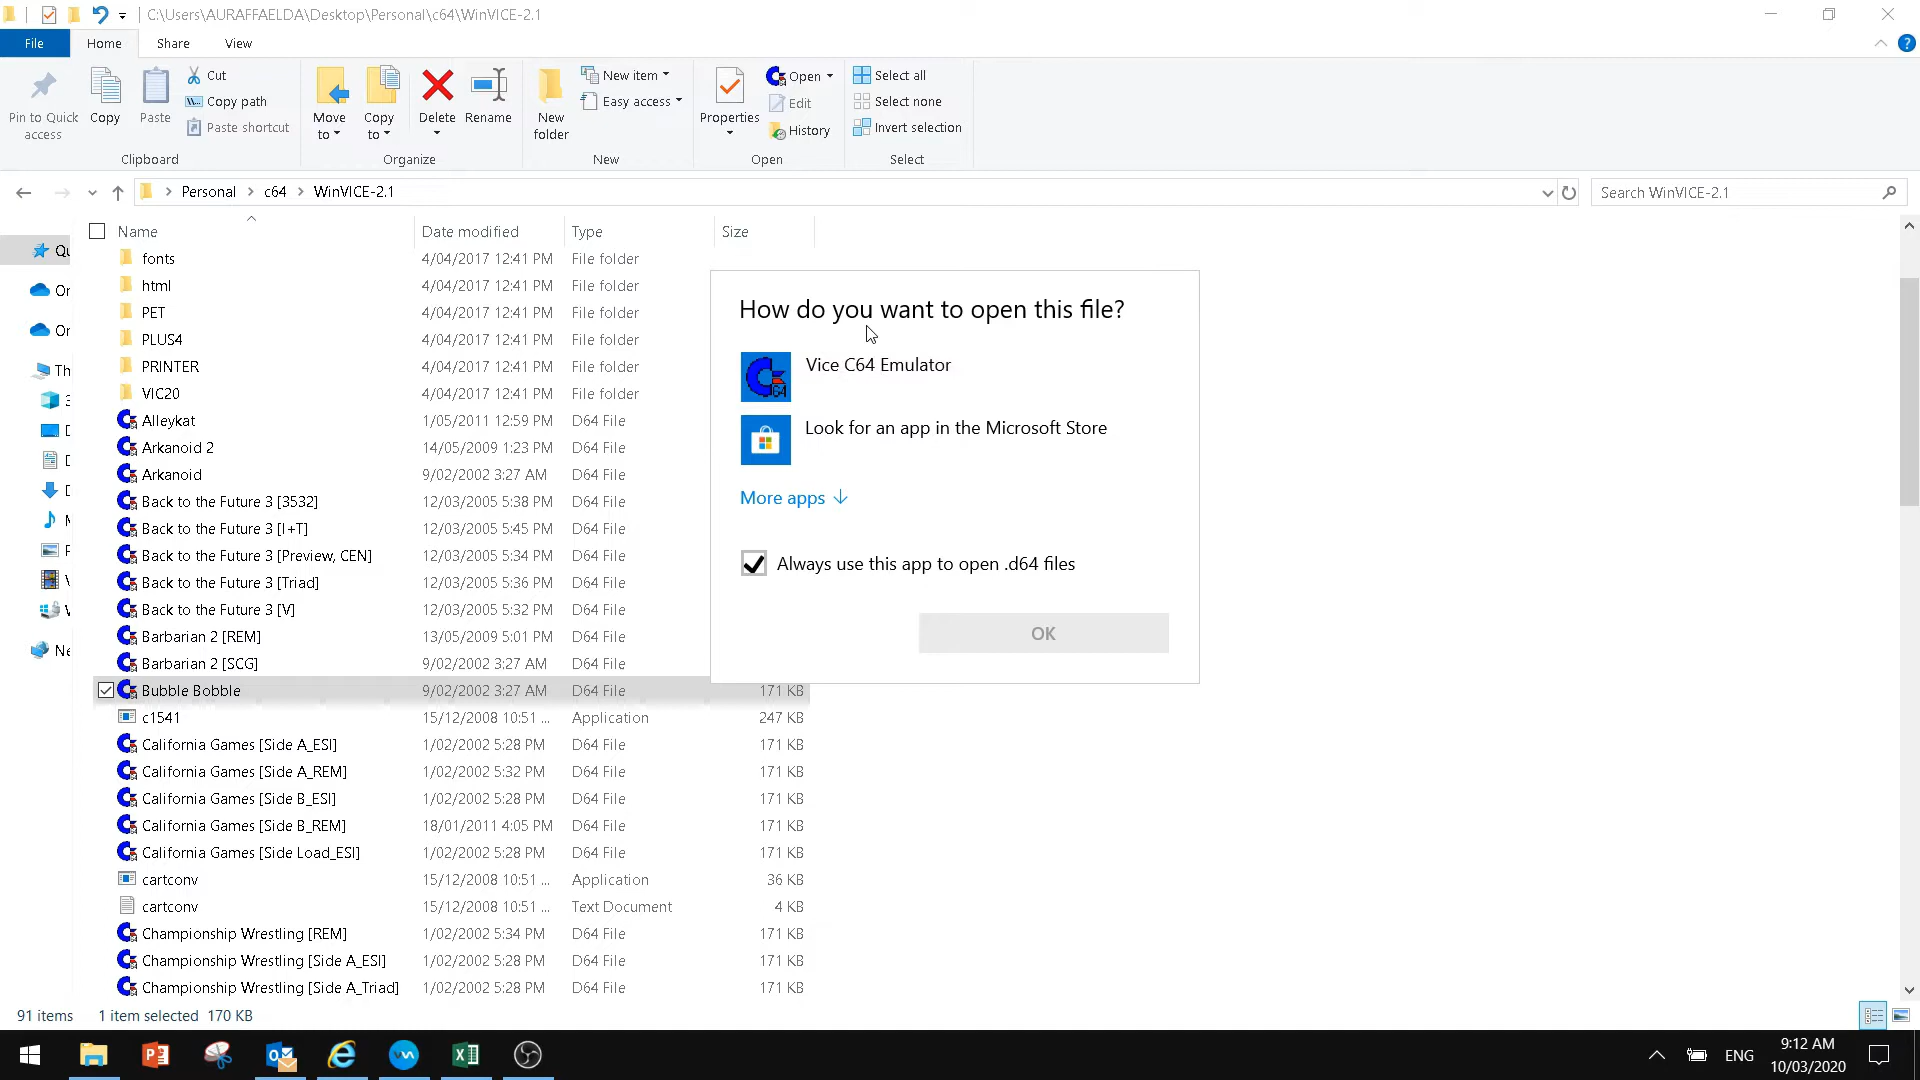 C:\Users\AURAFFAELDA\Desktop\Personal\c64\WinVICE-2.1
File Home Share View
Pin to Quick access
Copy
Paste
Cut
Copy path
Paste shortcut
Clipboard
Move to
Copy to
Delete
Rename
Organize
New folder
New item
Easy access
New
Properties
Open
Edit
History
Open
Select all
Select none
Invert selection
Select
Personal > c64 > WinVICE-2.1
Search WinVICE-2.1
Name Date modified Type Size
fonts 4/04/2017 12:41 PM File folder
html 4/04/2017 12:41 PM File folder
PET 4/04/2017 12:41 PM File folder
PLUS4 4/04/2017 12:41 PM File folder
PRINTER 4/04/2017 12:41 PM File folder
VIC20 4/04/2017 12:41 PM File folder
Alleykat 1/05/2011 12:59 PM D64 File
Arkanoid 2 14/05/2009 1:23 PM D64 File
Arkanoid 9/02/2002 3:27 AM D64 File
Back to the Future 3 [3532] 12/03/2005 5:38 PM D64 File
Back to the Future 3 [I+T] 12/03/2005 5:45 PM D64 File
Back to the Future 3 [Preview, CEN] 12/03/2005 5:34 PM D64 File
Back to the Future 3 [Triad] 12/03/2005 5:36 PM D64 File
Back to the Future 3 [V] 12/03/2005 5:32 PM D64 File
Barbarian 2 [REM] 13/05/2009 5:01 PM D64 File
Barbarian 2 [SCG] 9/02/2002 3:27 AM D64 File
Bubble Bobble 9/02/2002 3:27 AM D64 File 171 KB
c1541 15/12/2008 10:51 ... Application 247 KB
California Games [Side A_ESI] 1/02/2002 5:28 PM D64 File 171 KB
California Games [Side A_REM] 1/02/2002 5:32 PM D64 File 171 KB
California Games [Side B_ESI] 1/02/2002 5:28 PM D64 File 171 KB
California Games [Side B_REM] 18/01/2011 4:05 PM D64 File 171 KB
California Games [Side Load_ESI] 1/02/2002 5:28 PM D64 File 171 KB
cartconv 15/12/2008 10:51 ... Application 36 KB
cartconv 15/12/2008 10:51 ... Text Document 4 KB
Championship Wrestling [REM] 1/02/2002 5:34 PM D64 File 171 KB
Championship Wrestling [Side A_ESI] 1/02/2002 5:28 PM D64 File 171 KB
Championship Wrestling [Side A_Triad] 1/02/2002 5:28 PM D64 File 171 KB
How do you want to open this file?
Vice C64 Emulator
Look for an app in the Microsoft Store
More apps
Always use this app to open .d64 files
OK
91 items 1 item selected 170 KB
ENG
9:12 AM
10/03/2020